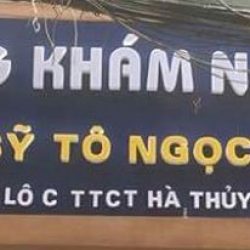 KHÁM
SỸ TÔ NGỌC
LÔ C TTCT HÀ THỦY